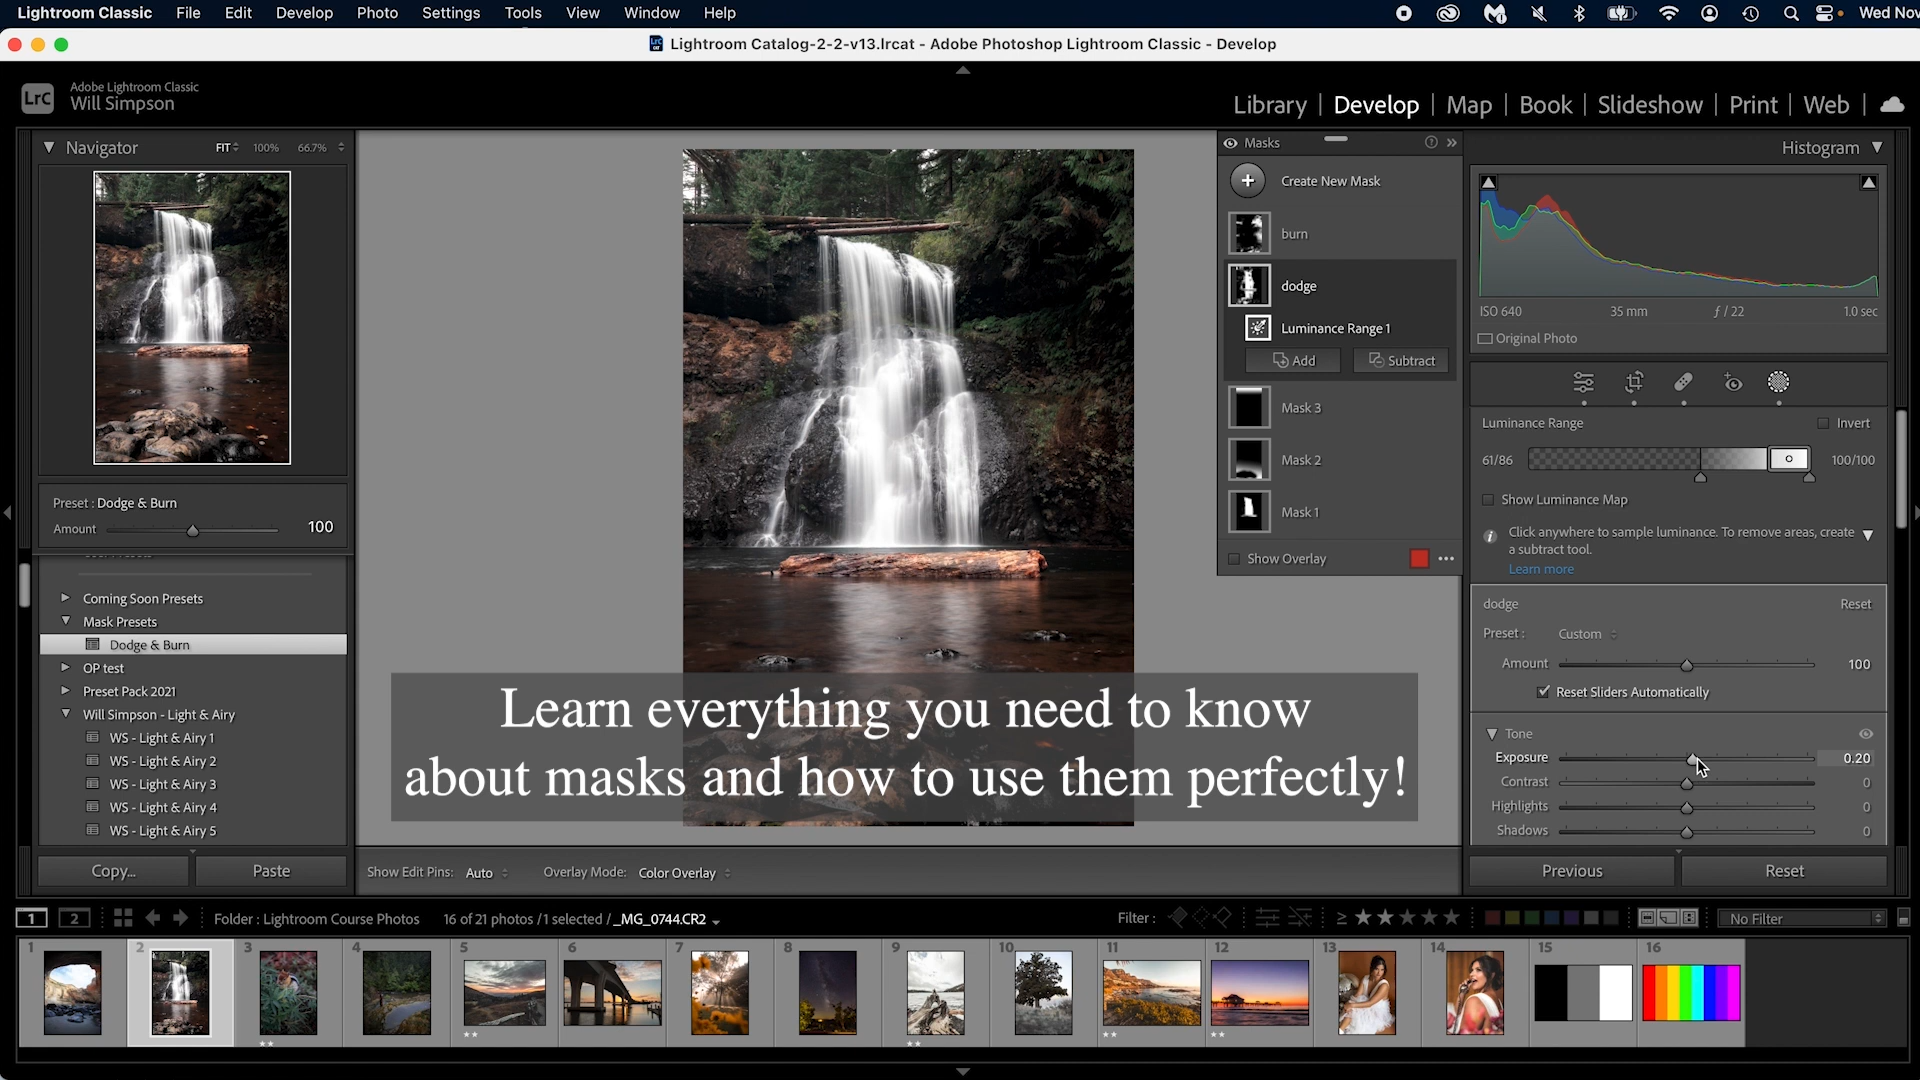 Lightroom Classic File Edit Develop Photo Settings Tools View Window Help Wed Nov
LrC Lightroom Catalog-2-2-v13.lrcat - Adobe Photoshop Lightroom Classic - Develop
LrC
Adobe Lightroom Classic
Will Simpson
Library | Develop | Map | Book | Slideshow | Print | Web |
Navigator FIT 100% 66.7%
Preset : Dodge & Burn
Amount 100
Coming Soon Presets
Mask Presets
Dodge & Burn
OP test
Preset Pack 2021
Will Simpson - Light & Airy
WS - Light & Airy 1
WS - Light & Airy 2
WS - Light & Airy 3
WS - Light & Airy 4
WS - Light & Airy 5
Copy... Paste
Learn everything you need to know
about masks and how to use them perfectly!
Show Edit Pins: Auto Overlay Mode: Color Overlay
Masks
Create New Mask
burn
dodge
Luminance Range 1
Add Subtract
Mask 3
Mask 2
Mask 1
Show Overlay
Histogram
ISO 640 35 mm f / 22 1.0 sec
Original Photo
Luminance Range Invert
61/86 100/100
Show Luminance Map
Click anywhere to sample luminance. To remove areas, create
a subtract tool.
Learn more
dodge Reset
Preset : Custom
Amount 100
Reset Sliders Automatically
Tone
Exposure 0.20
Contrast 0
Highlights 0
Shadows 0
Previous Reset
1 2 Folder : Lightroom Course Photos 16 of 21 photos / 1 selected / _MG_0744.CR2 Filter : ≥ ★★★★★ No Filter
1 2 3 4 5 6 7 8 9 10 11 12 13 14 15 16